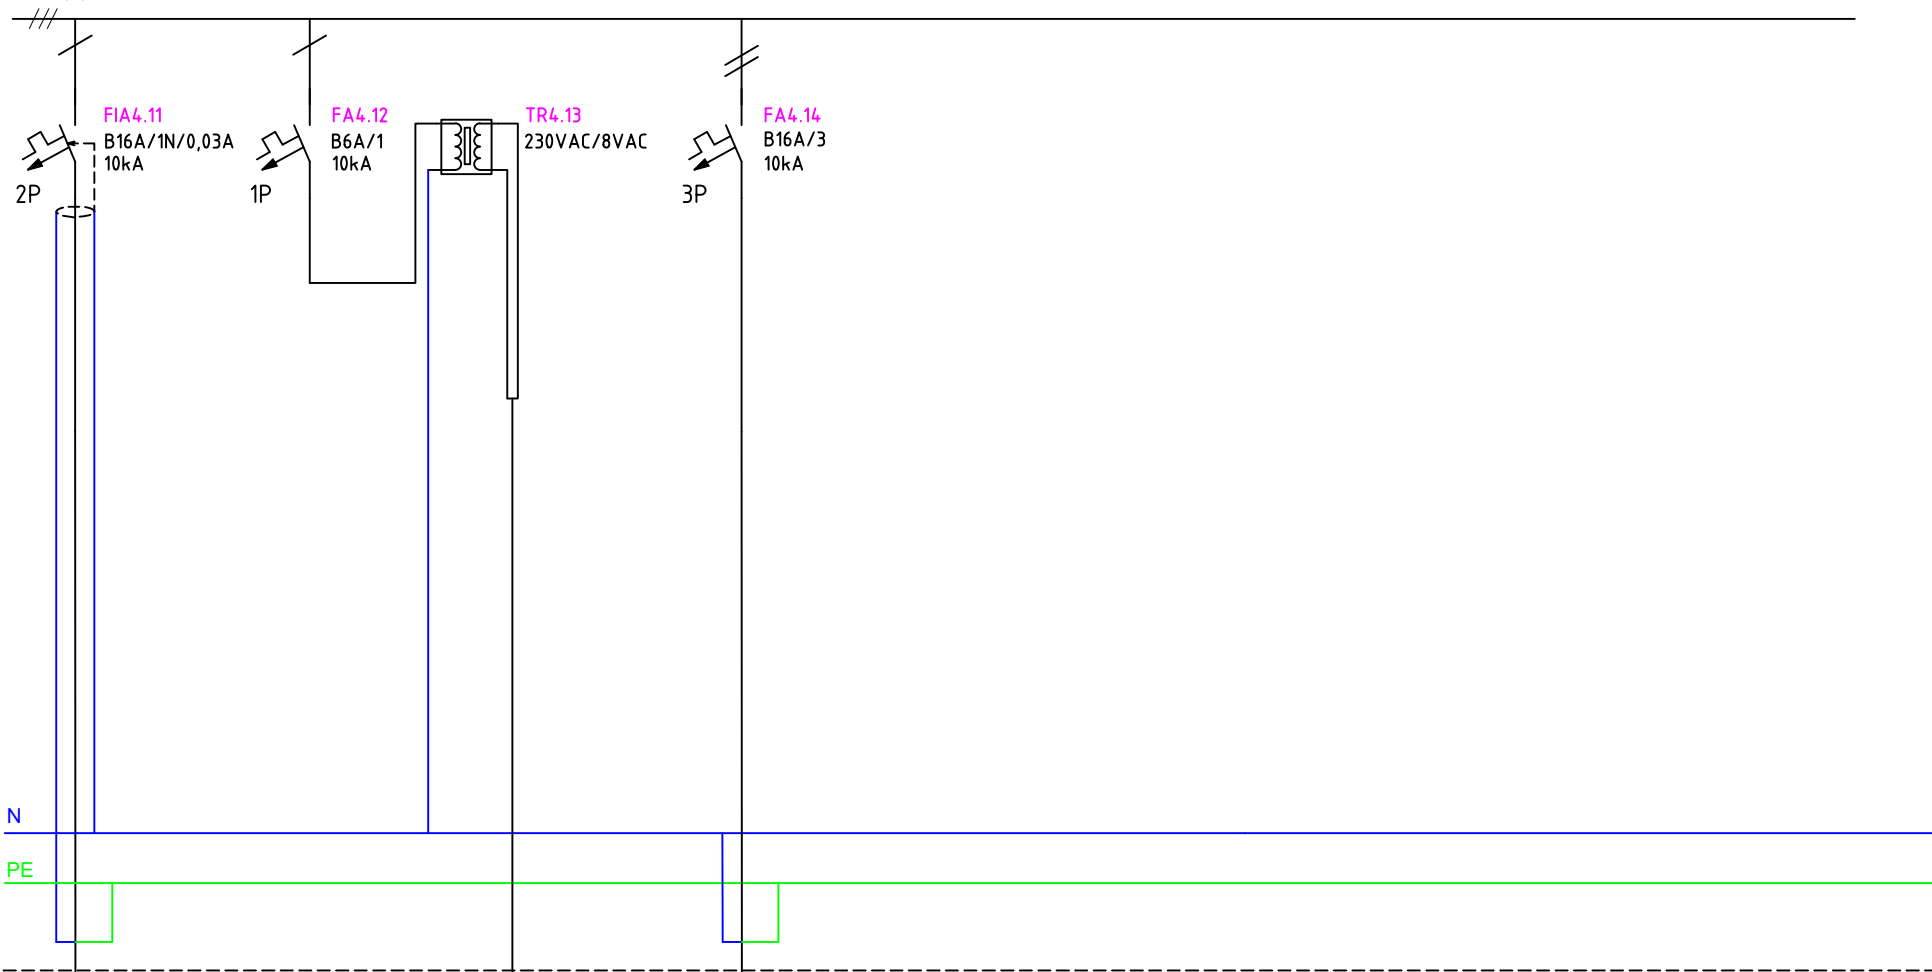 FIA4.11
B16A/1N/0,03A
10kA
2P
FA4.12
B6A/1
10kA
1P
TR4.13
230VAC/8VAC
FA4.14
B16A/3
10kA
3P
N
PE